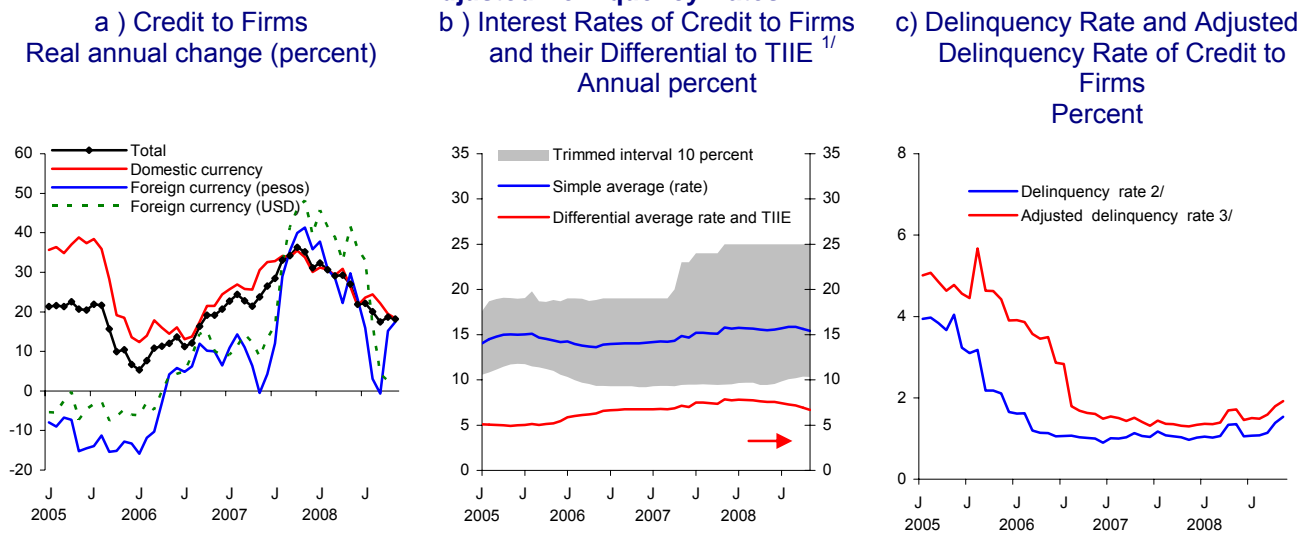 a ) Credit to Firms
Real annual change (percent)
60
50
40
30
20
10
0
-10
-20
Total
Domestic currency
Foreign currency (pesos)
Foreign currency (USD)
J J J J J J J J
2005 2006 2007 2008
b ) Interest Rates of Credit to Firms
and their Differential to TIIE 1/
Annual percent
35
30
25
20
15
10
5
0
Trimmed interval 10 percent
Simple average (rate)
Differential average rate and TIIE
35
30
25
20
15
10
5
0
J J J J J J J J
2005 2006 2007 2008
c) Delinquency Rate and Adjusted
Delinquency Rate of Credit to
Firms
Percent
8
6
4
2
0
Delinquency rate 2/
Adjusted delinquency rate 3/
J J J J J J J J
2005 2006 2007 2008